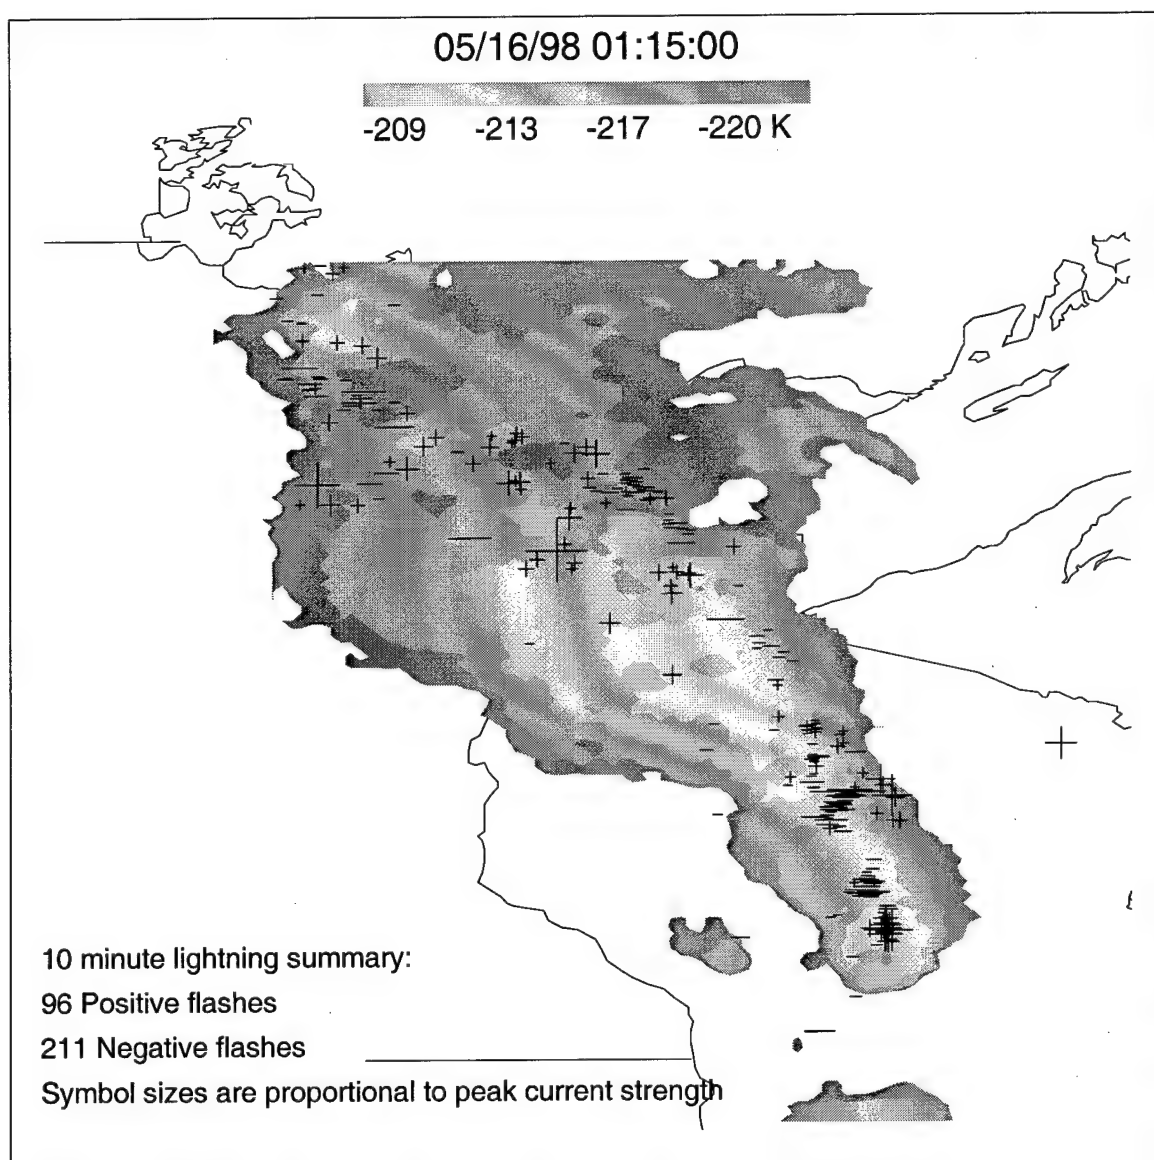 05/16/98 01:15:00
-209 -213 -217 -220 K
10 minute lightning summary:
96 Positive flashes
211 Negative flashes
Symbol sizes are proportional to peak current strength